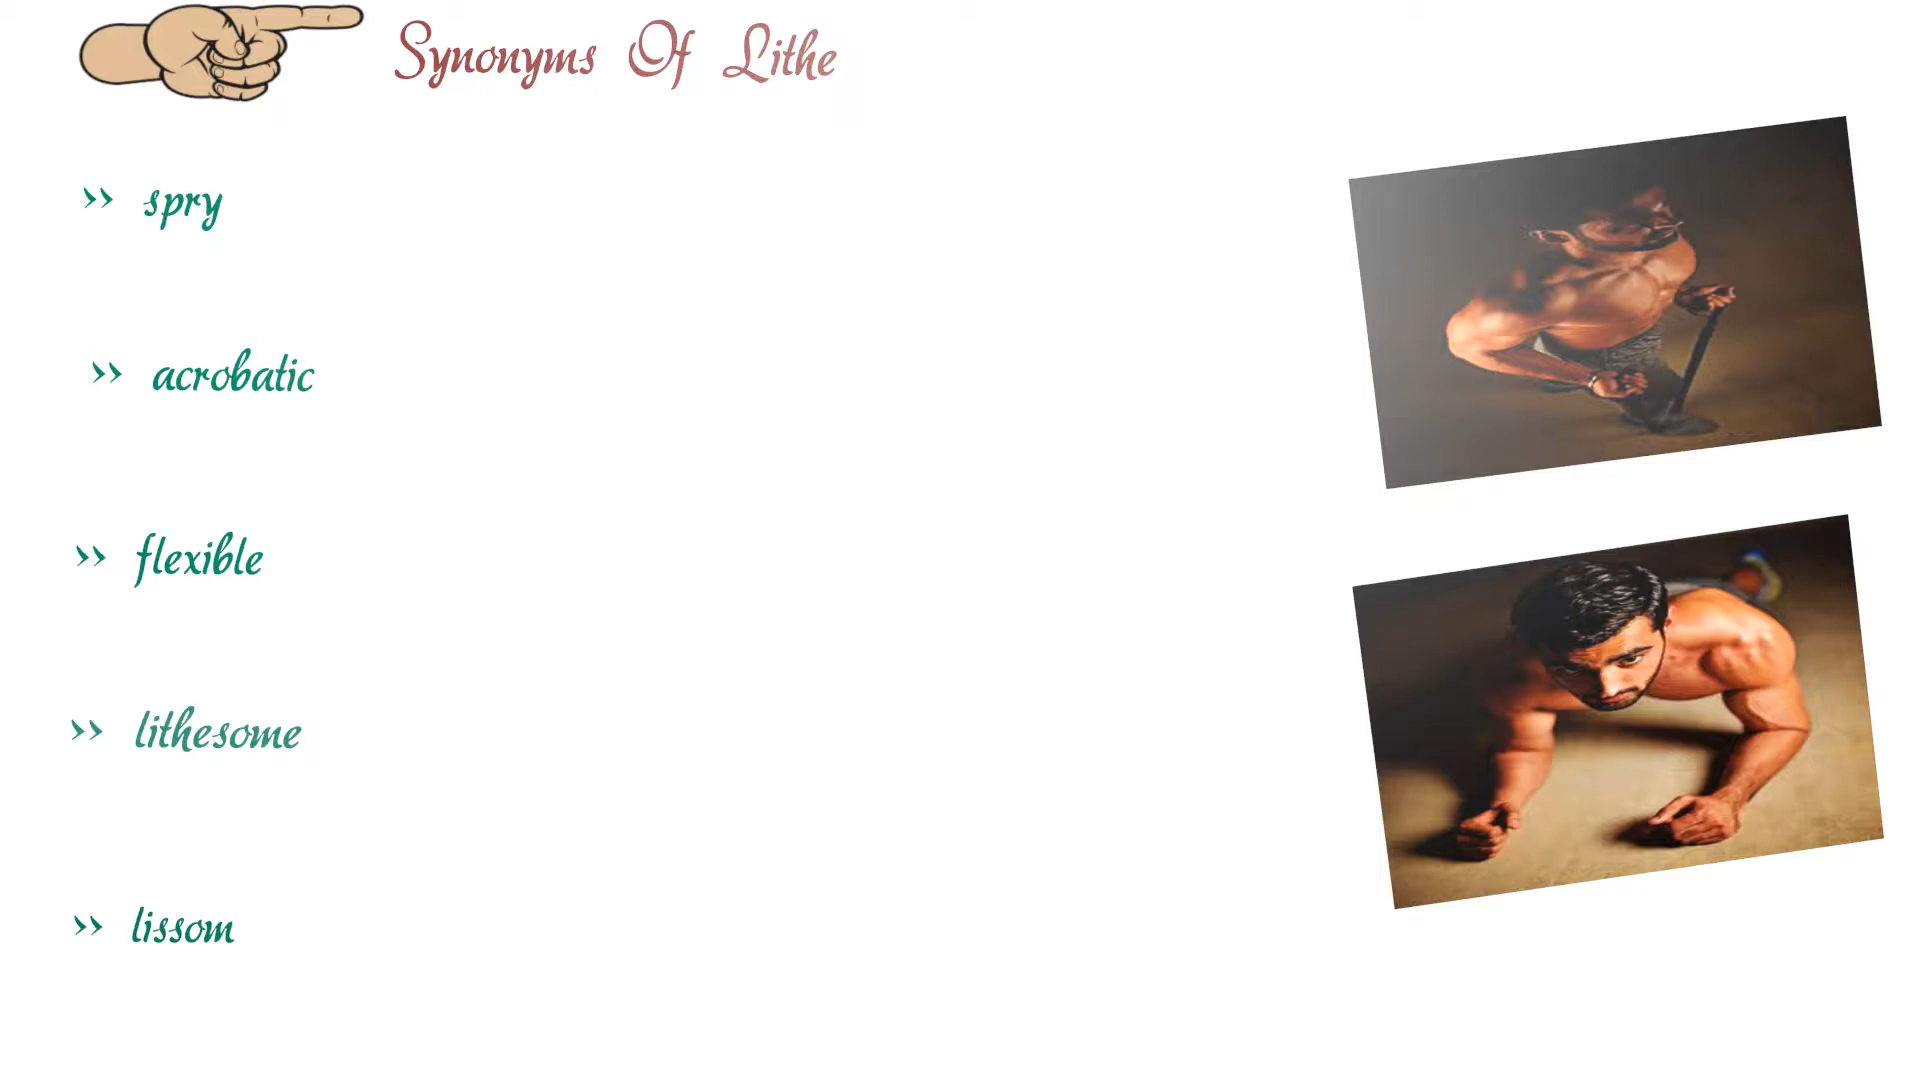 Synonyms Of Lithe
>> spry
>> acrobatic
>> flexible
>> lithesome
>> lissom